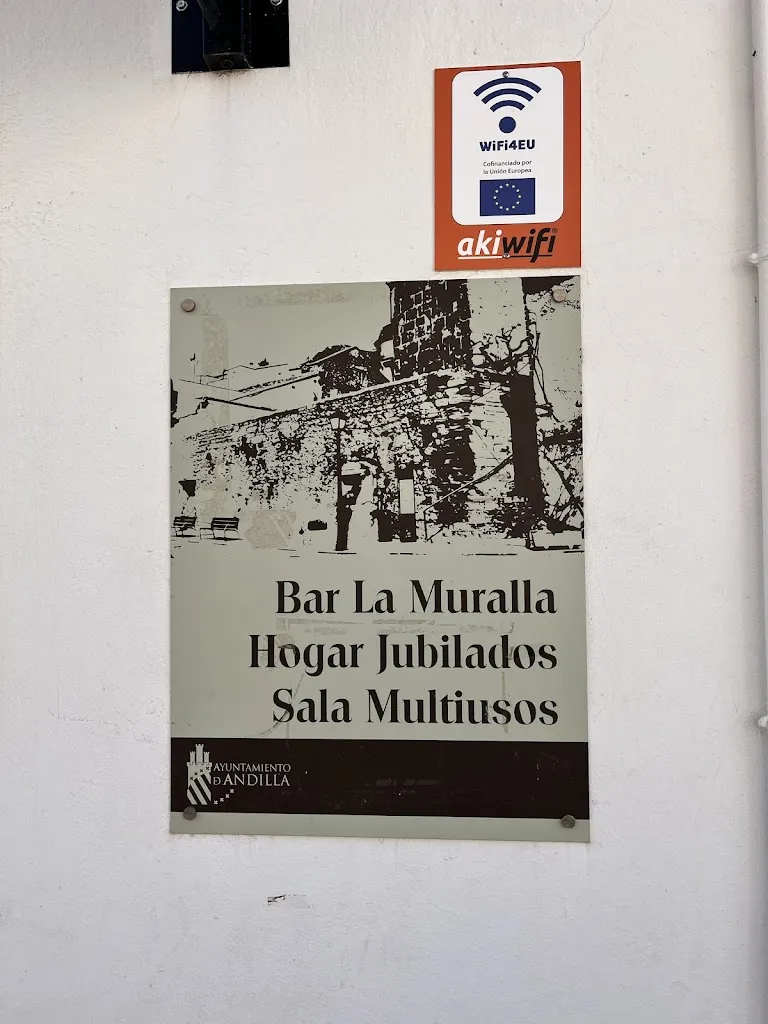 WiFi4EU
Cofinanciado por
la Unión Europea
akiwifi®
Bar La Muralla
Hogar Jubilados
Sala Multiusos
AYUNTAMIENTO
D ANDILLA